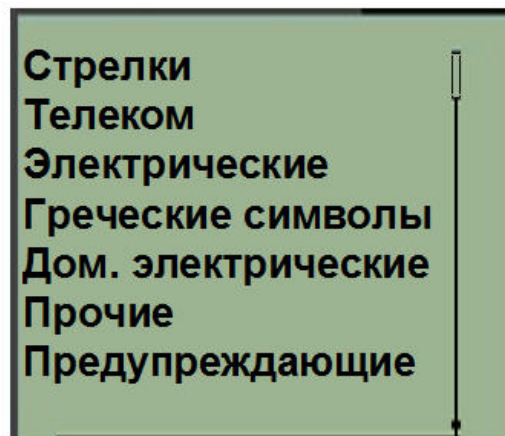 Стрелки
Телеком
Электрические
Греческие символы
Дом. электрические
Прочие
Предупреждающие